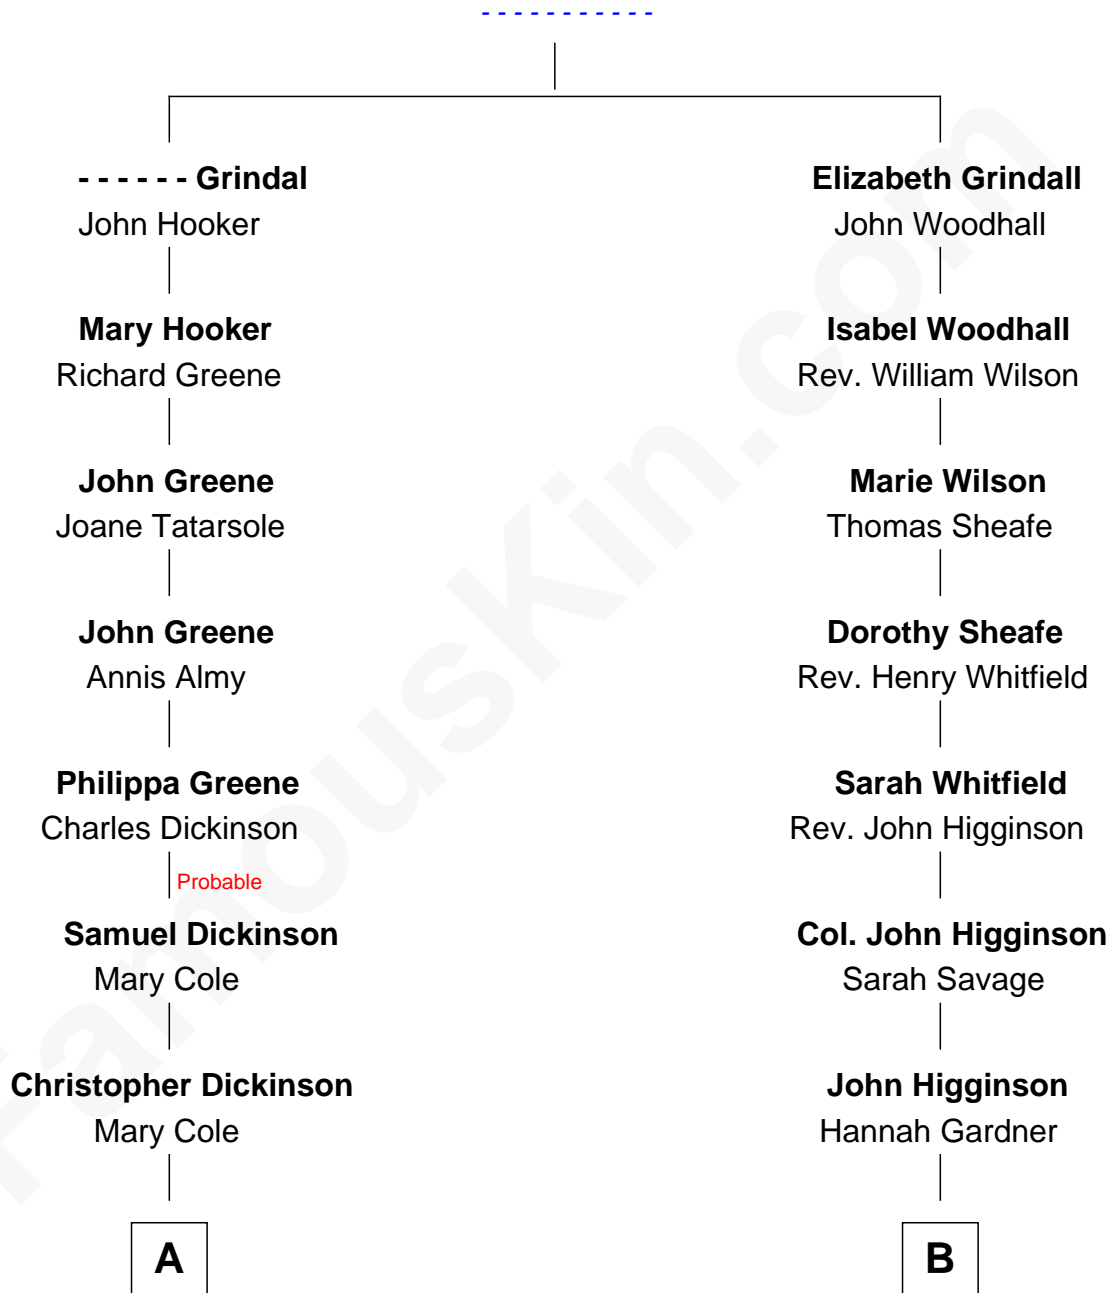 - - - - - - - - - - -
- - - - - - Grindal
John Hooker
Elizabeth Grindall
John Woodhall
Mary Hooker
Richard Greene
Isabel Woodhall
Rev. William Wilson
John Greene
Joane Tatarsole
Marie Wilson
Thomas Sheafe
John Greene
Annis Almy
Dorothy Sheafe
Rev. Henry Whitfield
Philippa Greene
Charles Dickinson
Sarah Whitfield
Rev. John Higginson
Probable
Samuel Dickinson
Mary Cole
Col. John Higginson
Sarah Savage
Christopher Dickinson
Mary Cole
John Higginson
Hannah Gardner
A
B
FamousKin.com